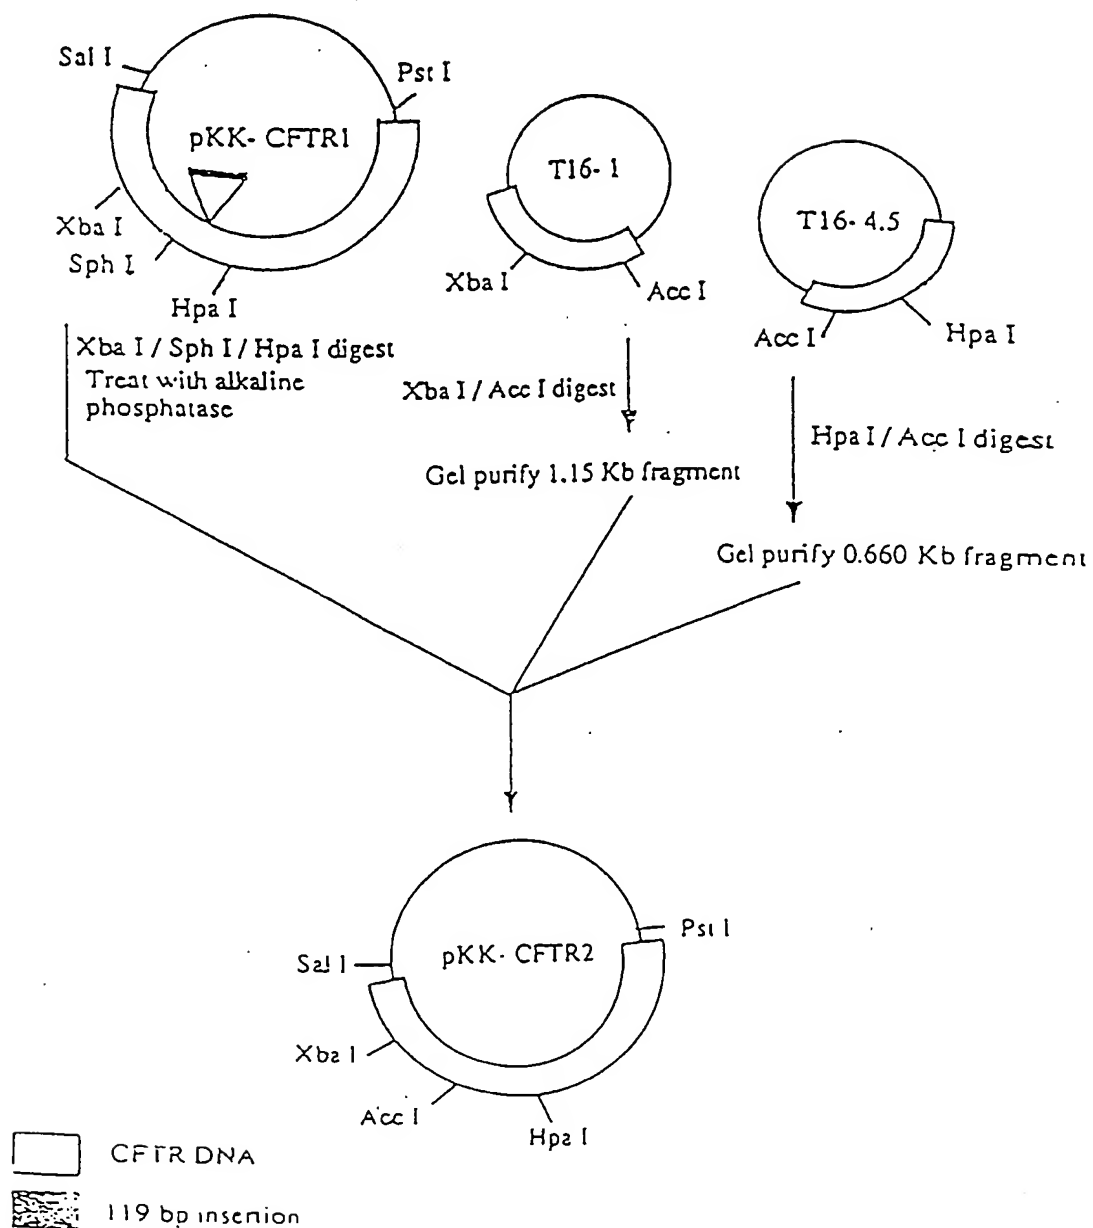 Sal I
Pst I
pKK- CFTR1
Xba I
Sph I
Hpa I
T16- 1
Xba I
Acc I
T16- 4.5
Acc I
Hpa I
Xba I / Sph I / Hpa I digest
Treat with alkaline
phosphatase
Xba I / Acc I digest
Hpa I / Acc I digest
Gel purify 1.15 Kb fragment
Gel purify 0.660 Kb fragment
Sal I
Pst I
pKK- CFTR2
Xba I
Acc I
Hpa I
CFTR DNA
119 bp insertion